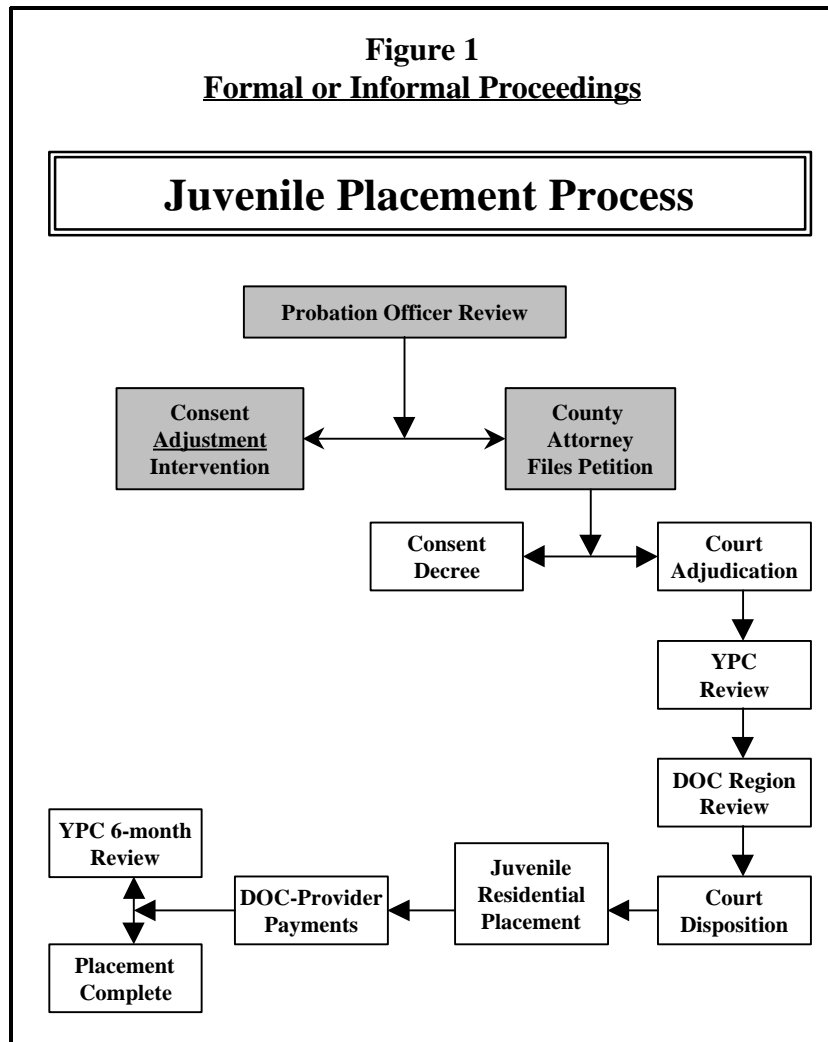 Figure 1
Formal or Informal Proceedings
Juvenile Placement Process
Probation Officer Review
Consent
Adjustment
Intervention
County
Attorney
Files Petition
Consent
Decree
Court
Adjudication
YPC
Review
DOC Region
Review
YPC 6-month
Review
DOC-Provider
Payments
Juvenile
Residential
Placement
Court
Disposition
Placement
Complete